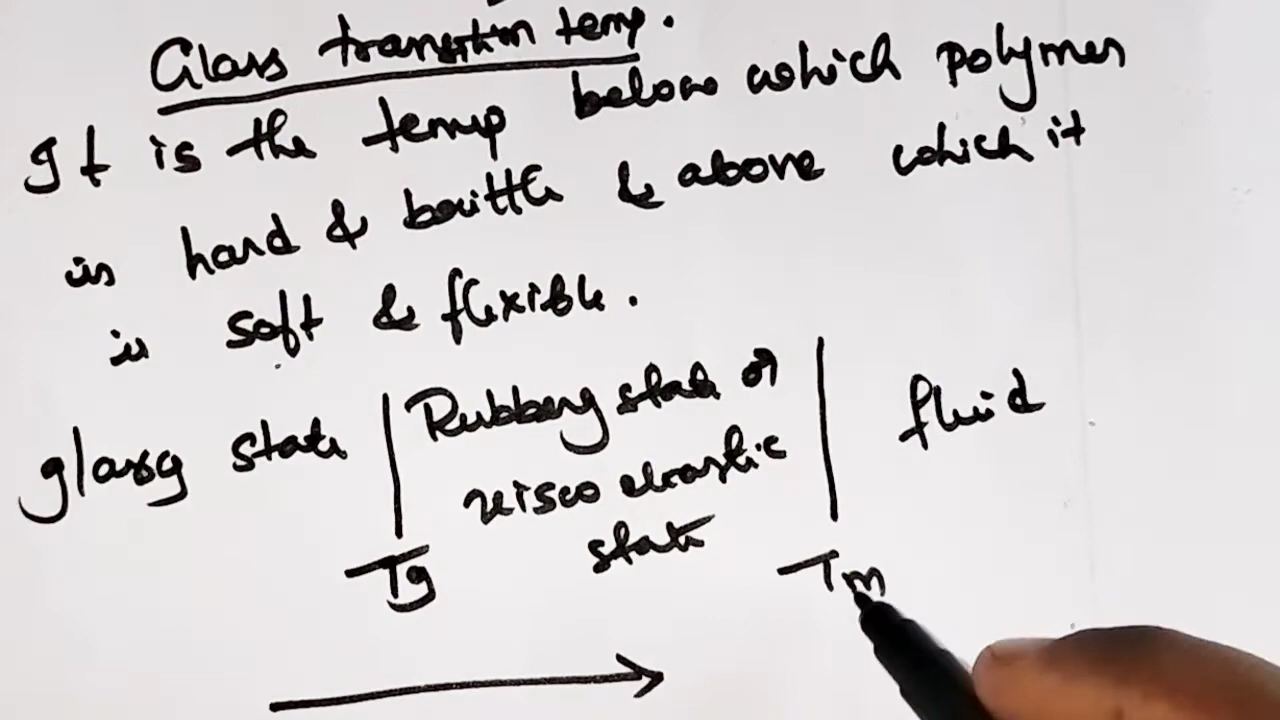 Glass transition temp.
It is the temp below which polymer
is hard & brittle & above which it
is soft & flexible.
glassy state | Rubbery state or | fluid
visco elastic
state
Tg Tm